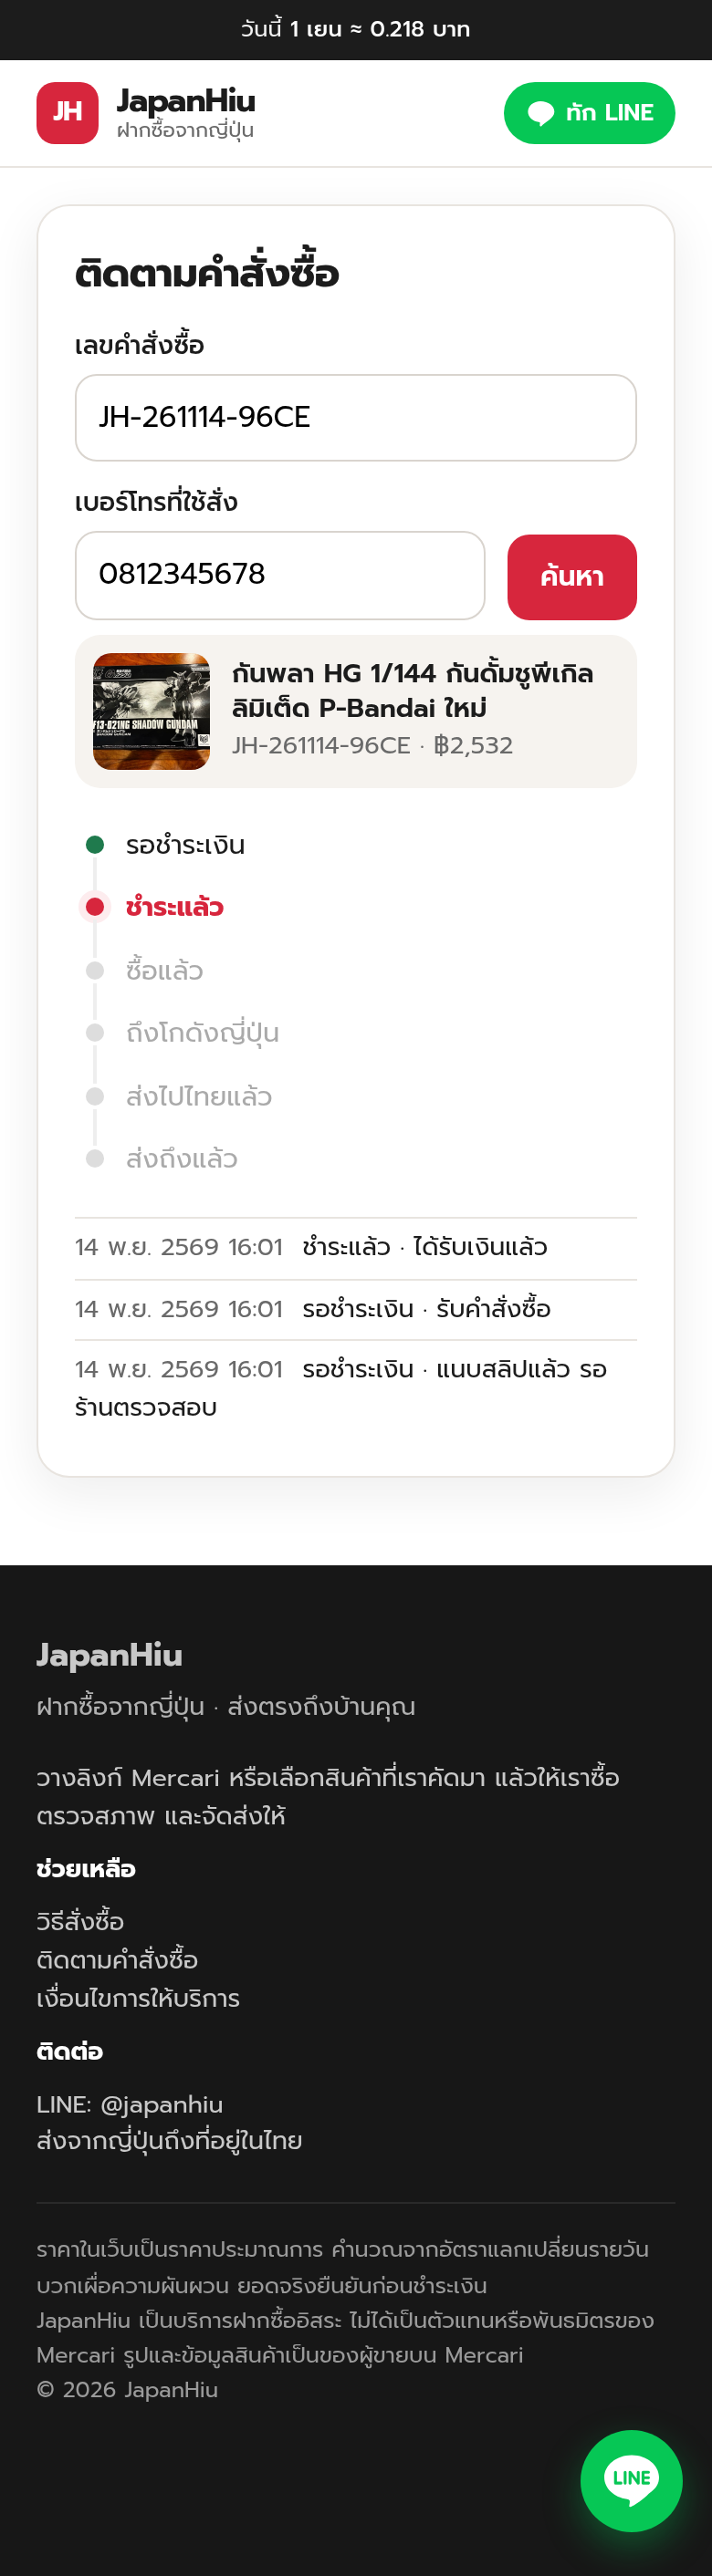 วันนี้ 1 เยน ≈ 0.218 บาท
JH
JapanHiu
ฝากซื้อจากญี่ปุ่น
ทัก LINE
ติดตามคำสั่งซื้อ
เลขคำสั่งซื้อ
JH-261114-96CE
เบอร์โทรที่ใช้สั่ง
0812345678
ค้นหา
F13-021NG SHADOW GUNDAM
กันพลา HG 1/144 กันดั้มชูพีเกิล
ลิมิเต็ด P-Bandai ใหม่
JH-261114-96CE · ฿2,532
รอชำระเงิน
ชำระแล้ว
ซื้อแล้ว
ถึงโกดังญี่ปุ่น
ส่งไปไทยแล้ว
ส่งถึงแล้ว
14 พ.ย. 2569 16:01 ชำระแล้ว · ได้รับเงินแล้ว
14 พ.ย. 2569 16:01 รอชำระเงิน · รับคำสั่งซื้อ
14 พ.ย. 2569 16:01 รอชำระเงิน · แนบสลิปแล้ว รอ
ร้านตรวจสอบ
JapanHiu
ฝากซื้อจากญี่ปุ่น · ส่งตรงถึงบ้านคุณ
วางลิงก์ Mercari หรือเลือกสินค้าที่เราคัดมา แล้วให้เราซื้อ
ตรวจสภาพ และจัดส่งให้
ช่วยเหลือ
วิธีสั่งซื้อ
ติดตามคำสั่งซื้อ
เงื่อนไขการให้บริการ
ติดต่อ
LINE: @japanhiu
ส่งจากญี่ปุ่นถึงที่อยู่ในไทย
ราคาในเว็บเป็นราคาประมาณการ คำนวณจากอัตราแลกเปลี่ยนรายวัน
บวกเผื่อความผันผวน ยอดจริงยืนยันก่อนชำระเงิน
JapanHiu เป็นบริการฝากซื้ออิสระ ไม่ได้เป็นตัวแทนหรือพันธมิตรของ
Mercari รูปและข้อมูลสินค้าเป็นของผู้ขายบน Mercari
© 2026 JapanHiu
LINE